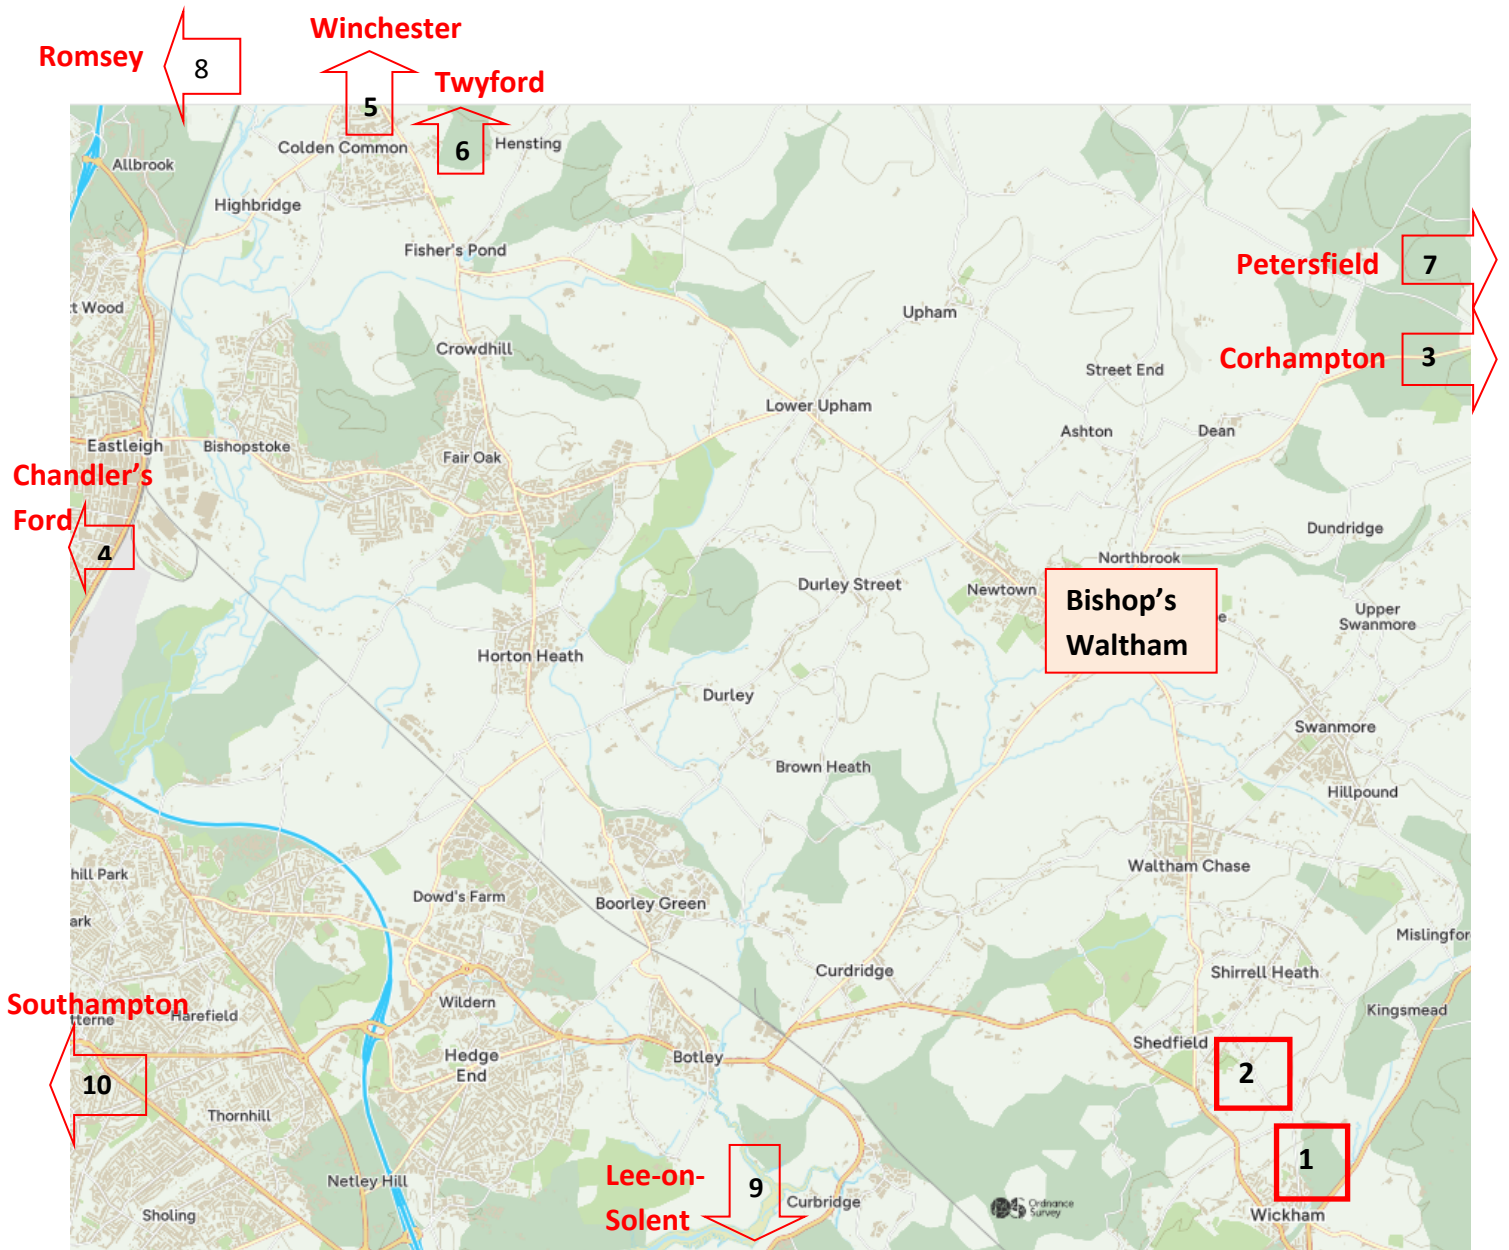 Winchester
Romsey
8
Twyford
5
6
Colden Common
Hensting
Allbrook
Highbridge
Fisher's Pond
Petersfield
7
tt Wood
Upham
Crowdhill
Street End
Corhampton
3
Lower Upham
Ashton
Dean
Eastleigh
Bishopstoke
Fair Oak
Chandler's
Ford
4
Dundridge
Northbrook
Durley Street
Newtown
Bishop's
Waltham
e
Upper
Swanmore
Horton Heath
Durley
Swanmore
Brown Heath
Hillpound
Waltham Chase
hill Park
Dowd's Farm
Boorley Green
ark
Mislingfor
Curdridge
Shirrell Heath
Southampton
Wildern
Kingsmead
tterne
Harefield
Shedfield
Hedge
End
Botley
2
10
Thornhill
1
Netley Hill
Lee-on-
Solent
9
Curbridge
Ordnance
Survey
Sholing
Wickham